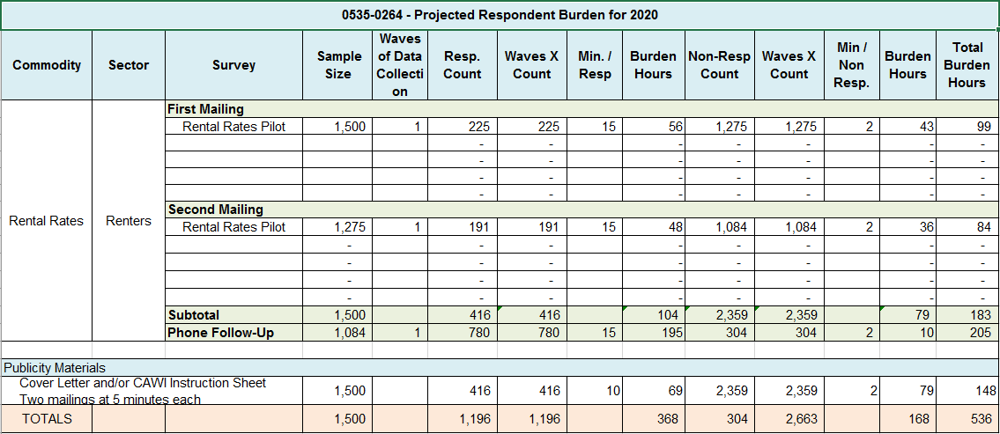 0535-0264 - Projected Respondent Burden for 2020
Commodity Sector Survey Sample Size Waves of Data Collecti on Resp. Count Waves X Count Min. / Resp Burden Hours Non-Resp Count Waves X Count Min / Non Resp. Burden Hours Total Burden Hours
Rental Rates Renters
First Mailing
Rental Rates Pilot 1,500 1 225 225 15 56 1,275 1,275 2 43 99
- - - - - - -
- - - - - - -
- - - - - - -
- - - - - - -
Second Mailing
Rental Rates Pilot 1,275 1 191 191 15 48 1,084 1,084 2 36 84
- - - - - - - -
- - - - - - - -
- - - - - - - -
- - - - - - - -
Subtotal 1,500 416 416 104 2,359 2,359 79 183
Phone Follow-Up 1,084 1 780 780 15 195 304 304 2 10 205
Publicity Materials
Cover Letter and/or CAWI Instruction Sheet
Two mailings at 5 minutes each 1,500 416 416 10 69 2,359 2,359 2 79 148
TOTALS 1,500 1,196 1,196 368 304 2,663 168 536